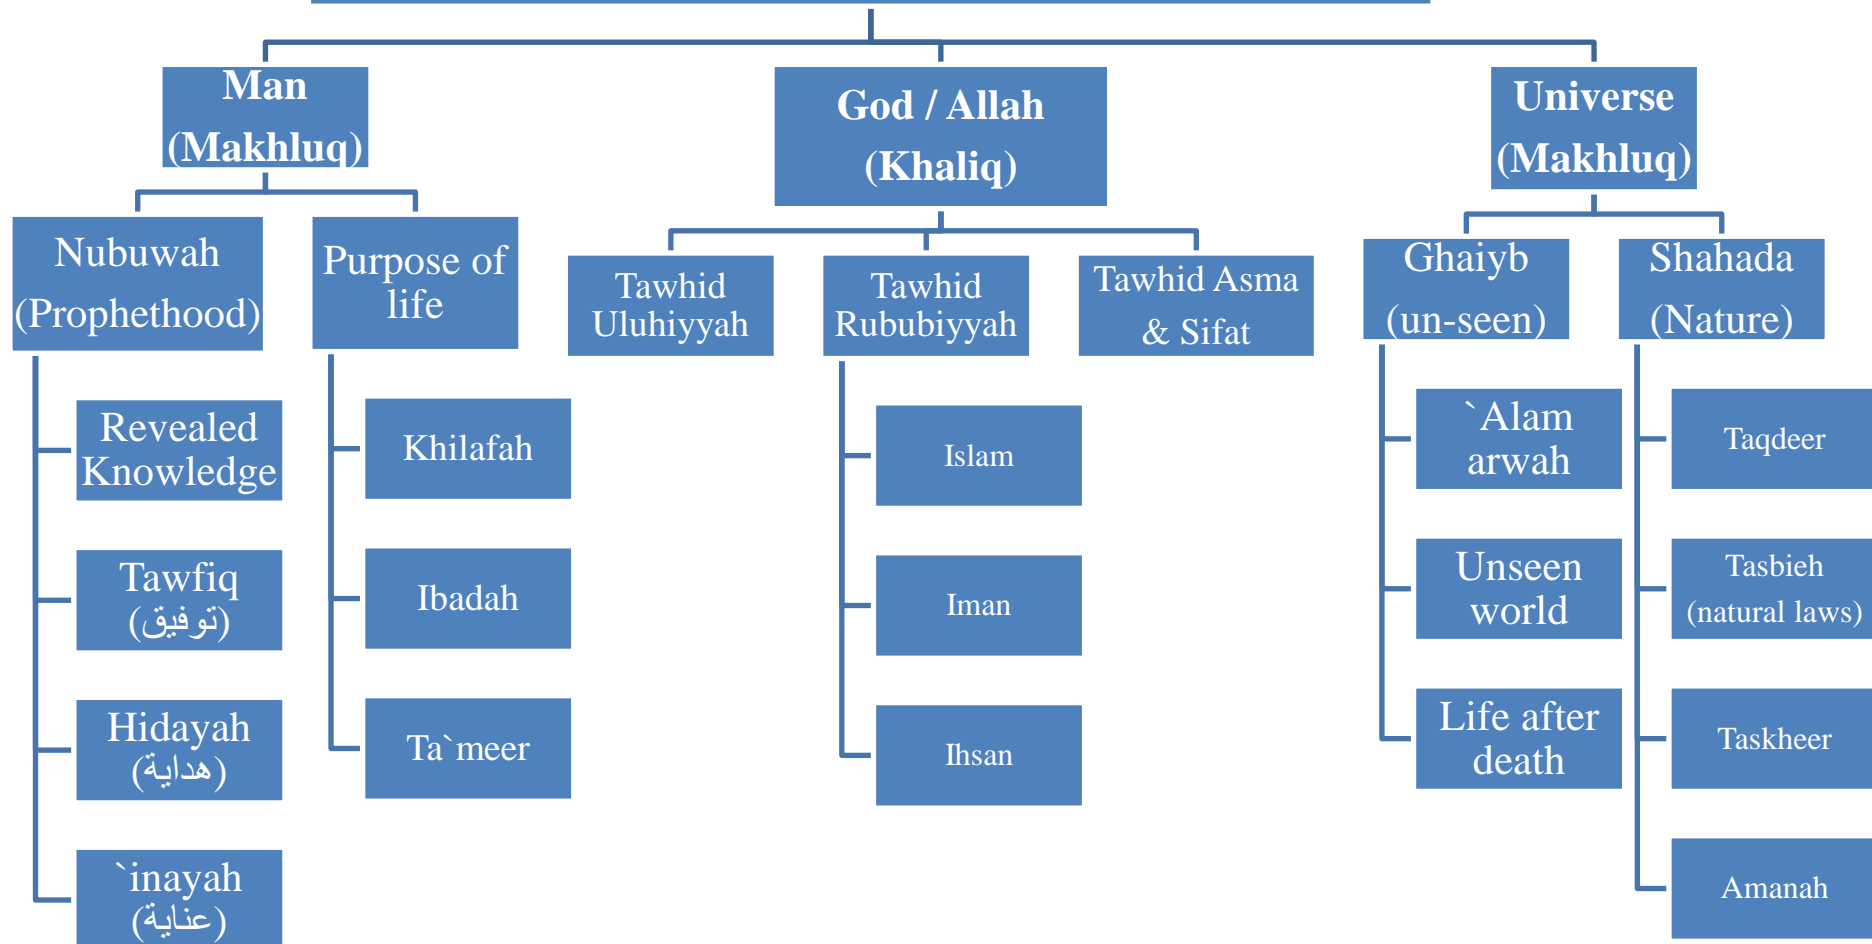 Man
(Makhluq)
God / Allah
(Khaliq)
Universe
(Makhluq)
Nubuwah
(Prophethood)
Purpose of
life
Tawhid
Uluhiyyah
Tawhid
Rububiyyah
Tawhid Asma
& Sifat
Ghaiyb
(un-seen)
Shahada
(Nature)
Revealed
Knowledge
Tawfiq
(توفيق)
Hidayah
(هداية)
`inayah
(عناية)
Khilafah
Ibadah
Ta`meer
Islam
Iman
Ihsan
`Alam
arwah
Unseen
world
Life after
death
Taqdeer
Tasbieh
(natural laws)
Taskheer
Amanah